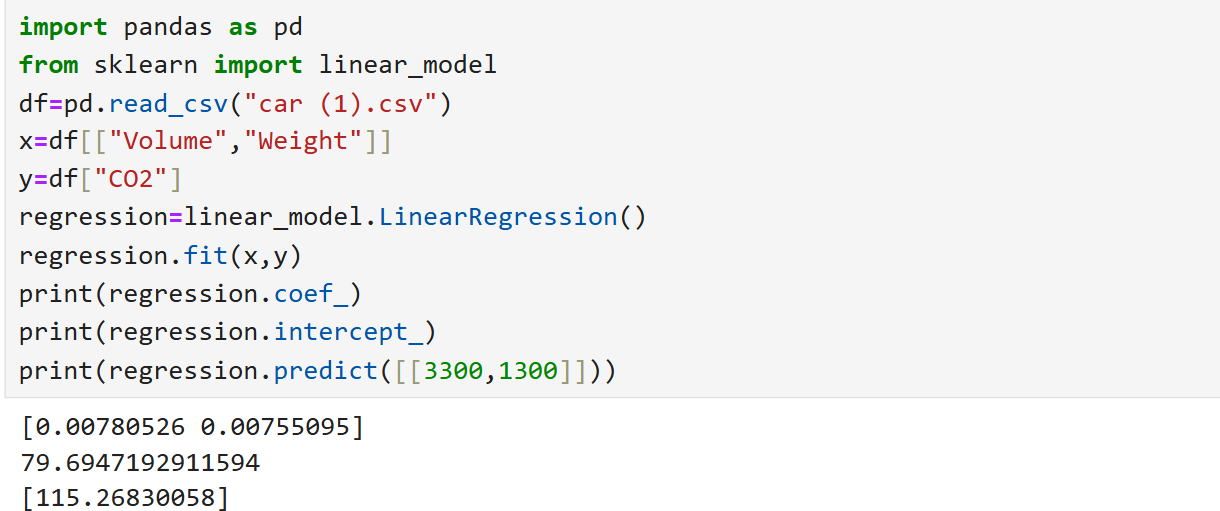 import pandas as pd
from sklearn import linear_model
df=pd.read_csv("car (1).csv")
x=df[["Volume","Weight"]]
y=df["CO2"]
regression=linear_model.LinearRegression()
regression.fit(x,y)
print(regression.coef_)
print(regression.intercept_)
print(regression.predict([[3300,1300]]))
[0.00780526 0.00755095]
79.6947192911594
[115.26830058]